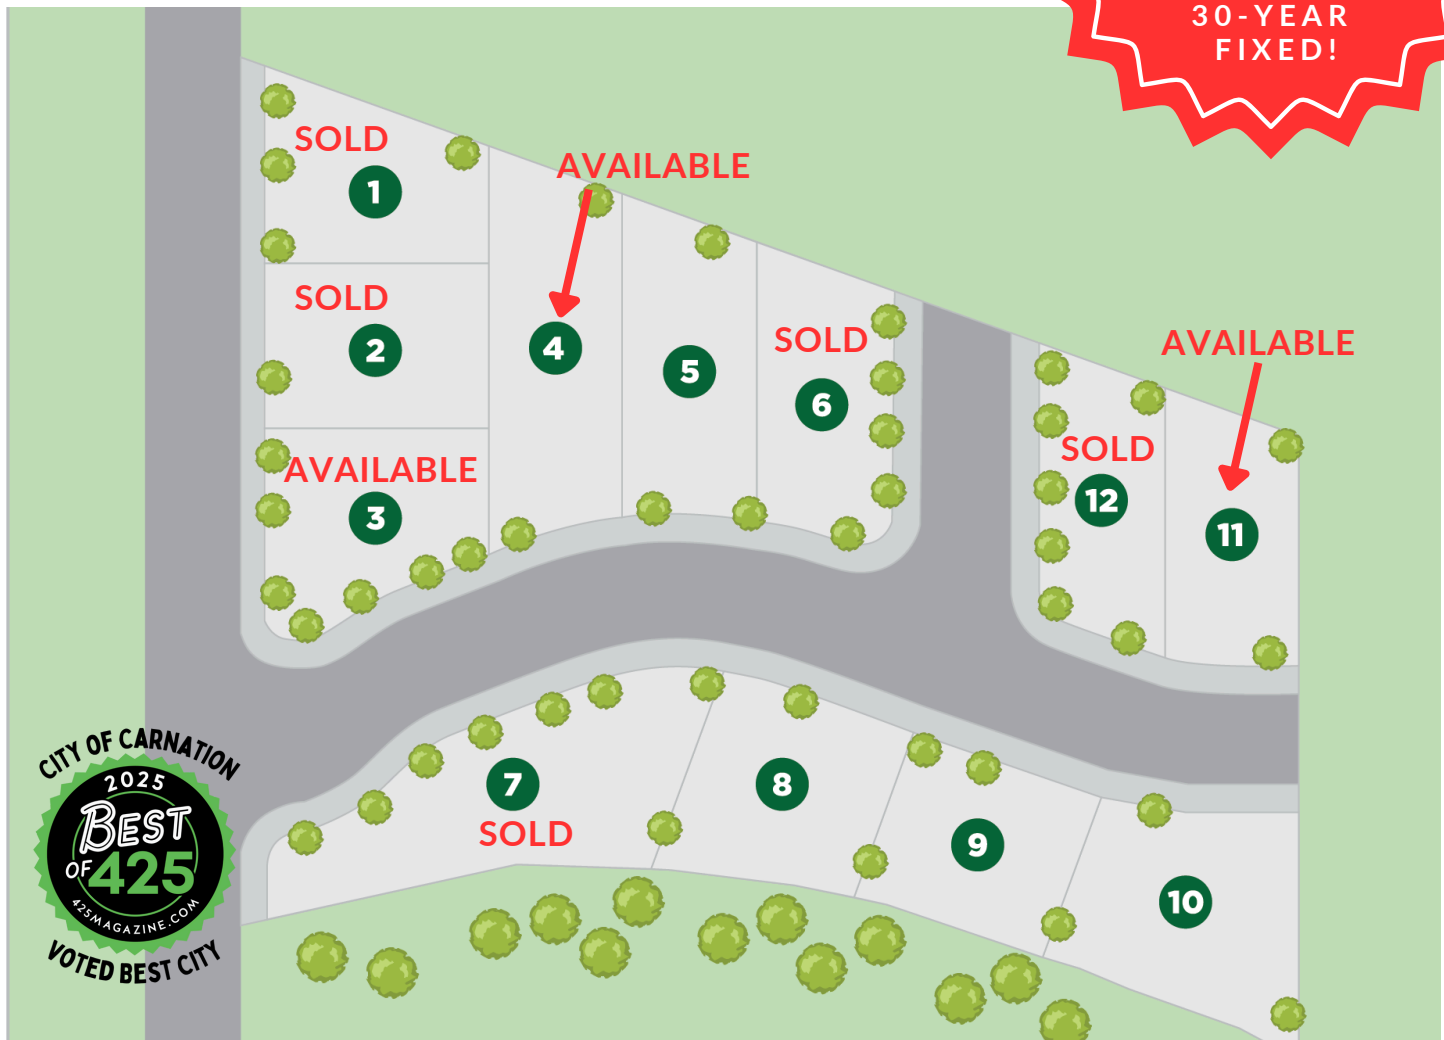 30-YEAR
FIXED!
SOLD
1
AVAILABLE
SOLD
2
4
5
SOLD
6
AVAILABLE
3
AVAILABLE
SOLD
12
11
7
SOLD
8
9
10
CITY OF CARNATION
2025
BEST
OF 425
425MAGAZINE.COM
VOTED BEST CITY